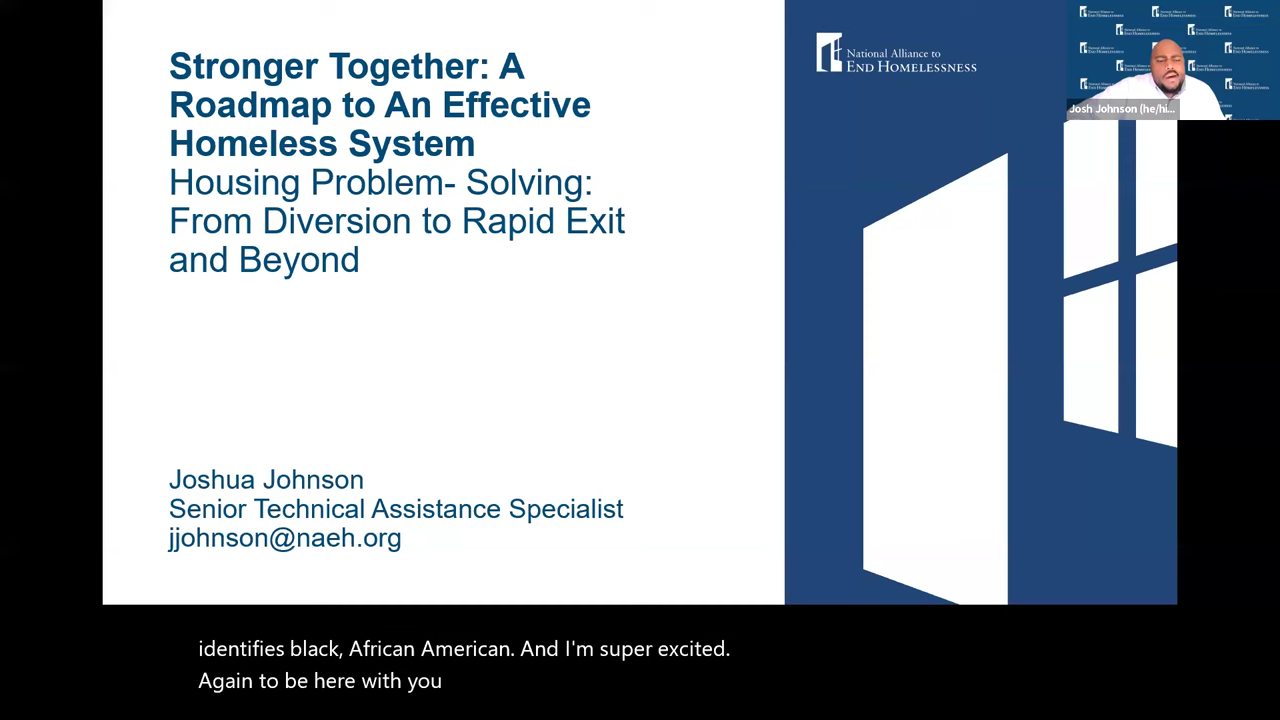 Stronger Together: A
Roadmap to An Effective
Homeless System
Housing Problem- Solving:
From Diversion to Rapid Exit
and Beyond
Joshua Johnson
Senior Technical Assistance Specialist
jjohnson@naeh.org
National Alliance to
END HOMELESSNESS
Josh Johnson (he/hi...
identifies black, African American. And I'm super excited.
Again to be here with you